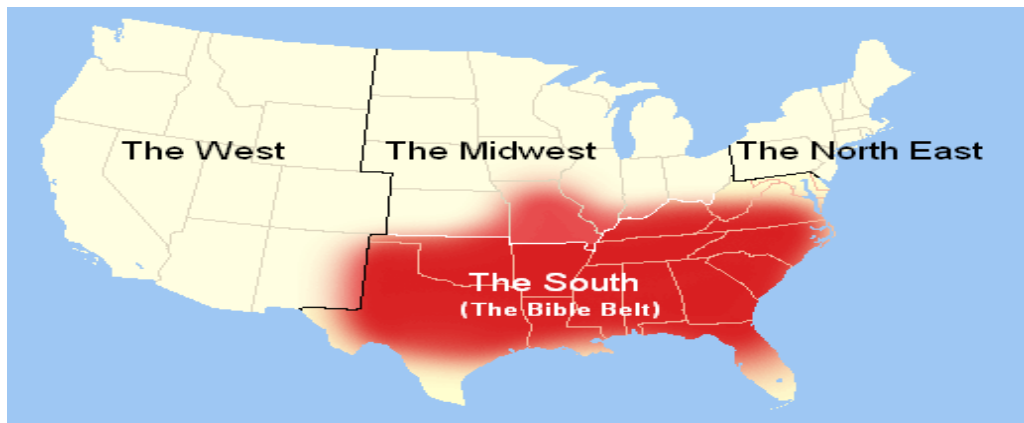 The West
The Midwest
The North East
The South
(The Bible Belt)